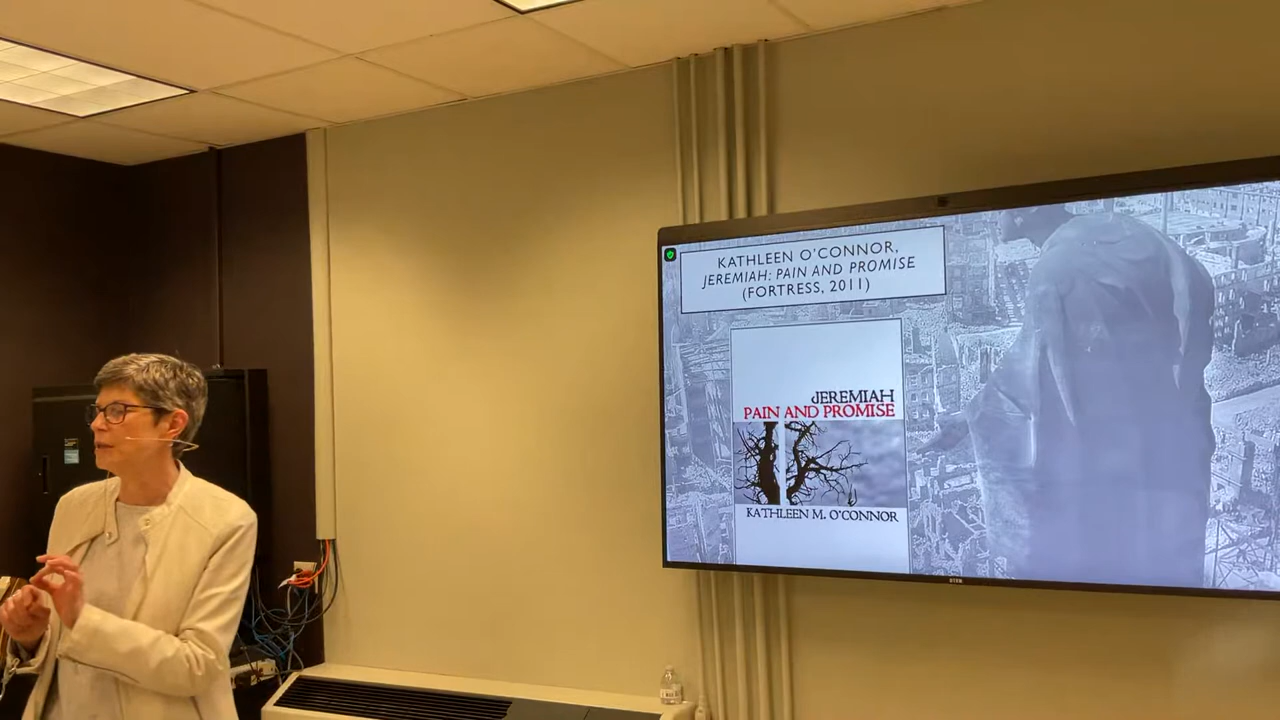 KATHLEEN O'CONNOR,
JEREMIAH: PAIN AND PROMISE
(FORTRESS, 2011)
JEREMIAH
PAIN AND PROMISE
KATHLEEN M. O'CONNOR